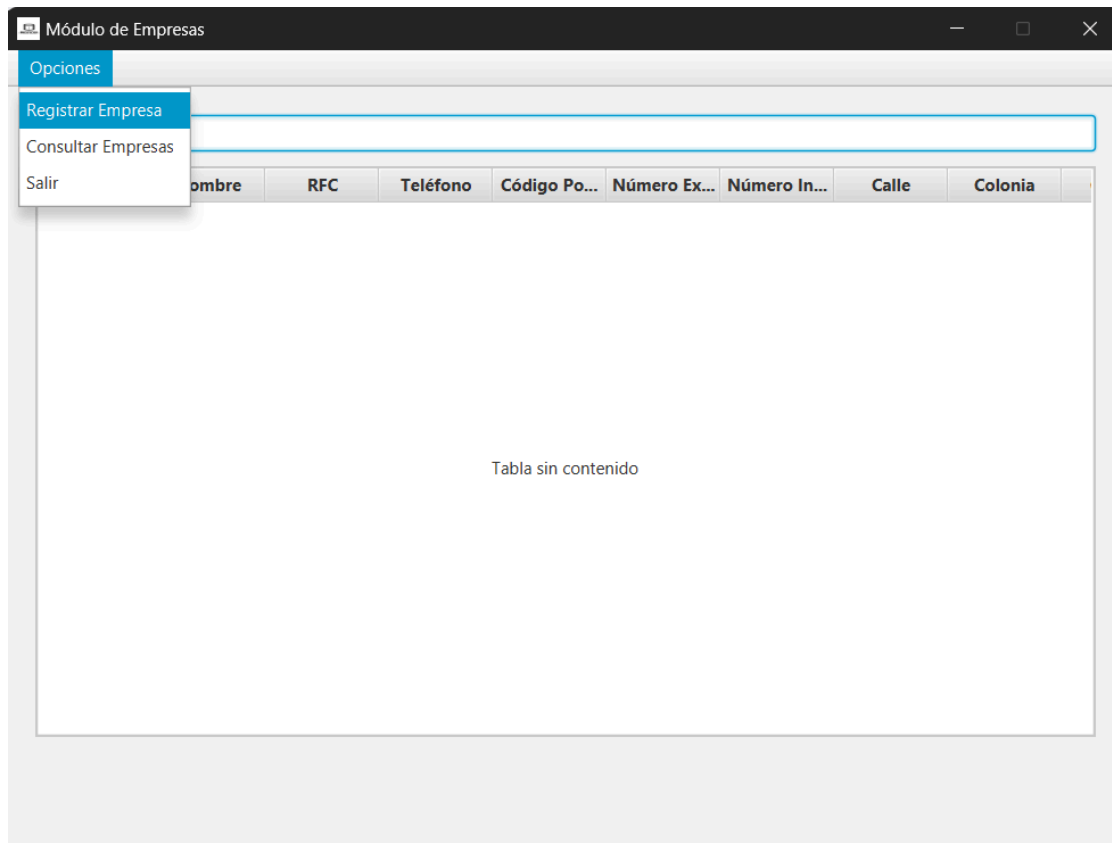 Módulo de Empresas
Opciones
Registrar Empresa
Consultar Empresas
Salir
ombre RFC Teléfono Código Po... Número Ex... Número In... Calle Colonia
Tabla sin contenido